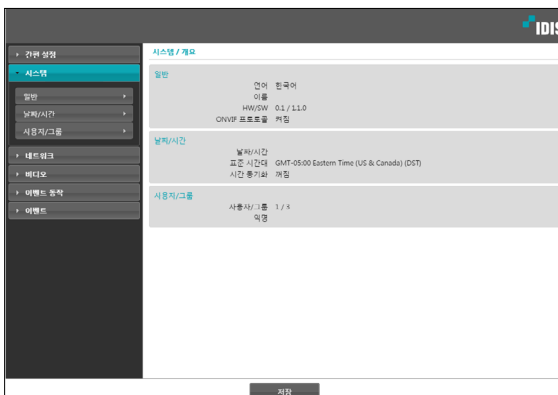 IDIS
간편 설정
시스템
일반
날짜/시간
사용자/그룹
네트워크
비디오
이벤트 동작
이벤트
시스템 / 개요
일반
언어 한국어
이름
HW/SW 0.1 / 1.1.0
ONVIF 프로토콜 켜짐
날짜/시간
날짜/시간
표준 시간대 GMT-05:00 Eastern Time (US & Canada) (DST)
시간 동기화 꺼짐
사용자/그룹
사용자/그룹 1 / 3
익명
저장